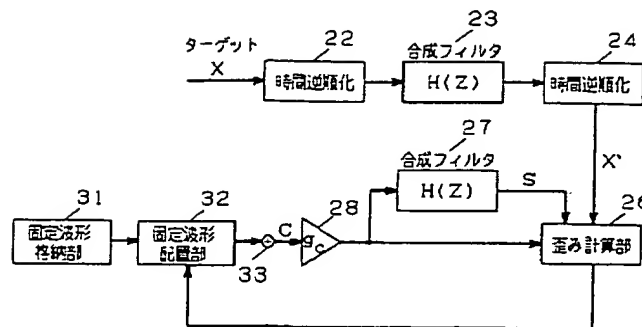 23
ターゲット
22
合成フィルタ
24
X
時間逆順化
H(Z)
時間逆順化
27
合成フィルタ
X'
31
32
28
H(Z)
S
26
固定波形
格納部
固定波形
配置部
C
gc
歪み計算部
33